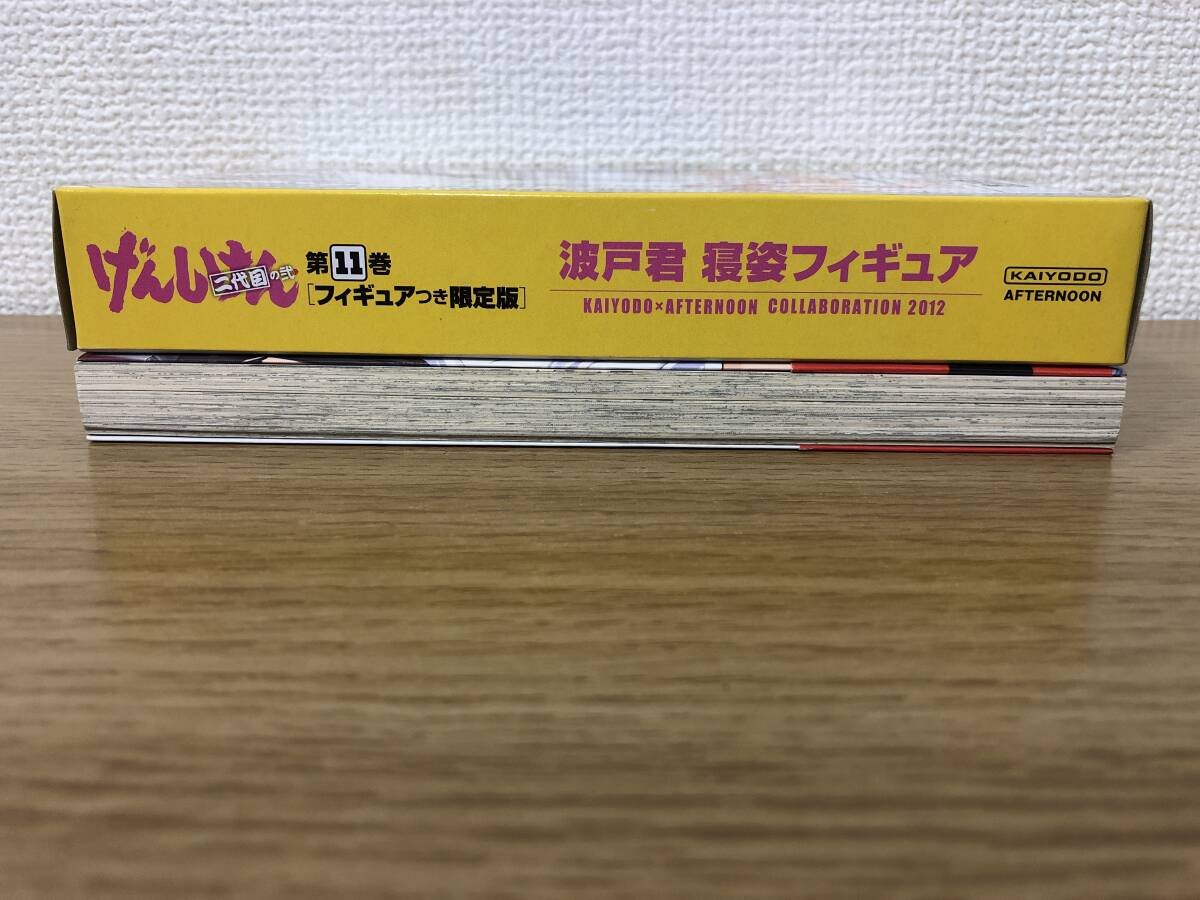 げんしけん
二代目の弐
第11巻
[フィギュアつき限定版]
波戸君 寝姿フィギュア
KAIYODO×AFTERNOON COLLABORATION 2012
KAIYODO
AFTERNOON